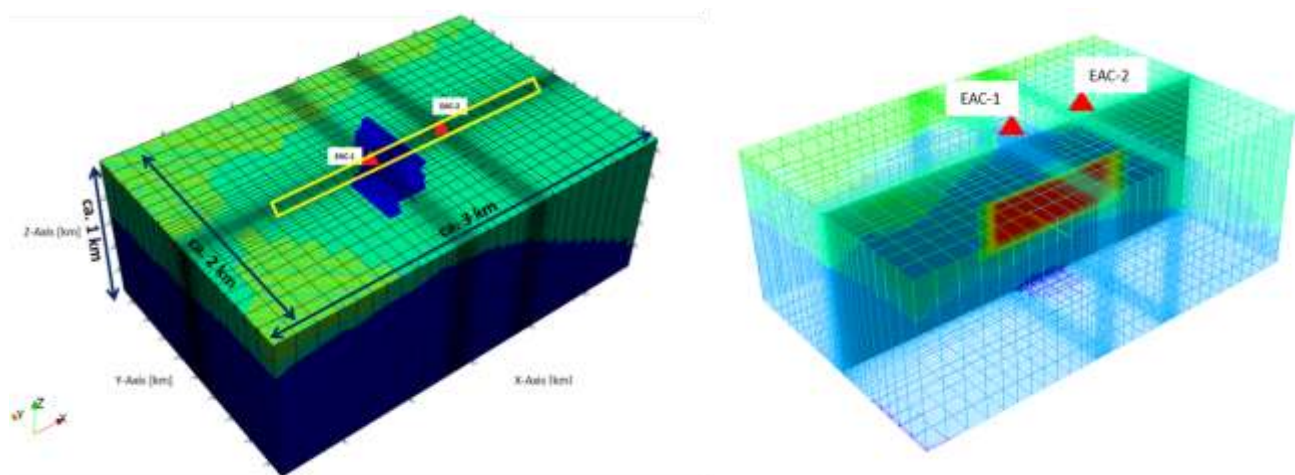 EAC-2
EAC-1
Z-Axis [km]
ca. 1 km
ca. 2 km
ca. 3 km
Y-Axis [km]
X-Axis [km]
Z
Y
X
EAC-2
EAC-1